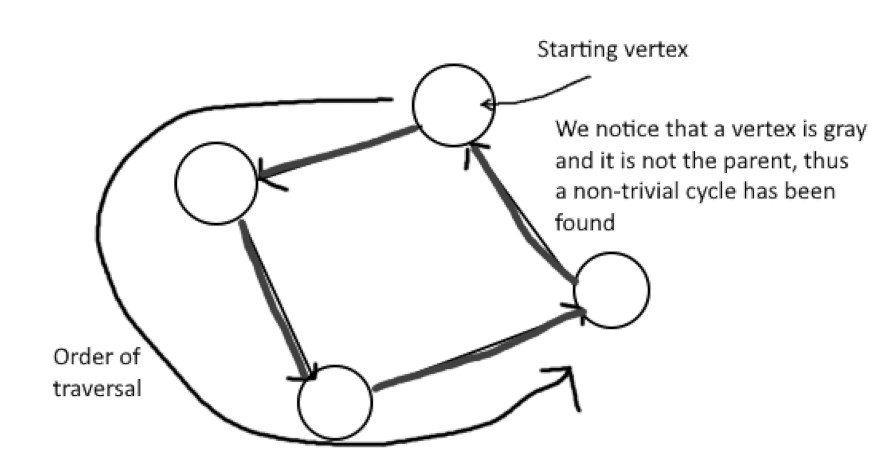 Starting vertex
We notice that a vertex is gray
and it is not the parent, thus
a non-trivial cycle has been
found
Order of
traversal